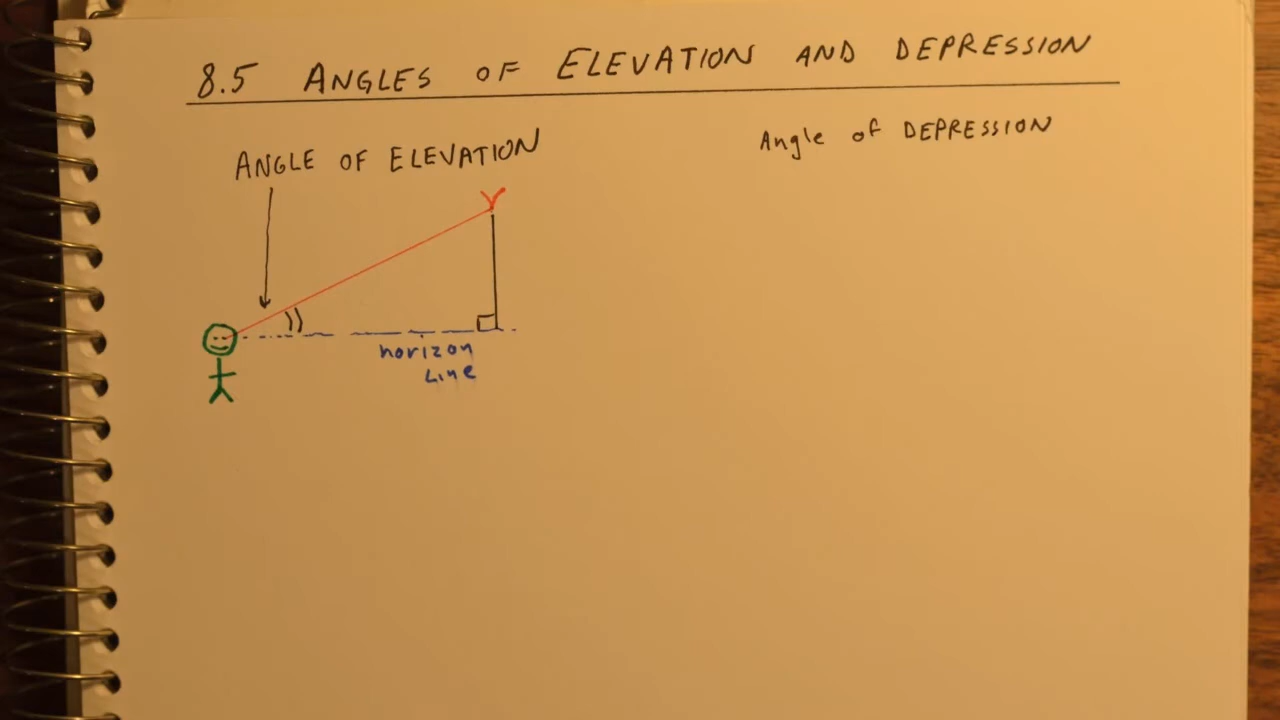 8.5 ANGLES OF ELEVATION AND DEPRESSION
ANGLE OF ELEVATION
Angle of DEPRESSION
horizon
Line